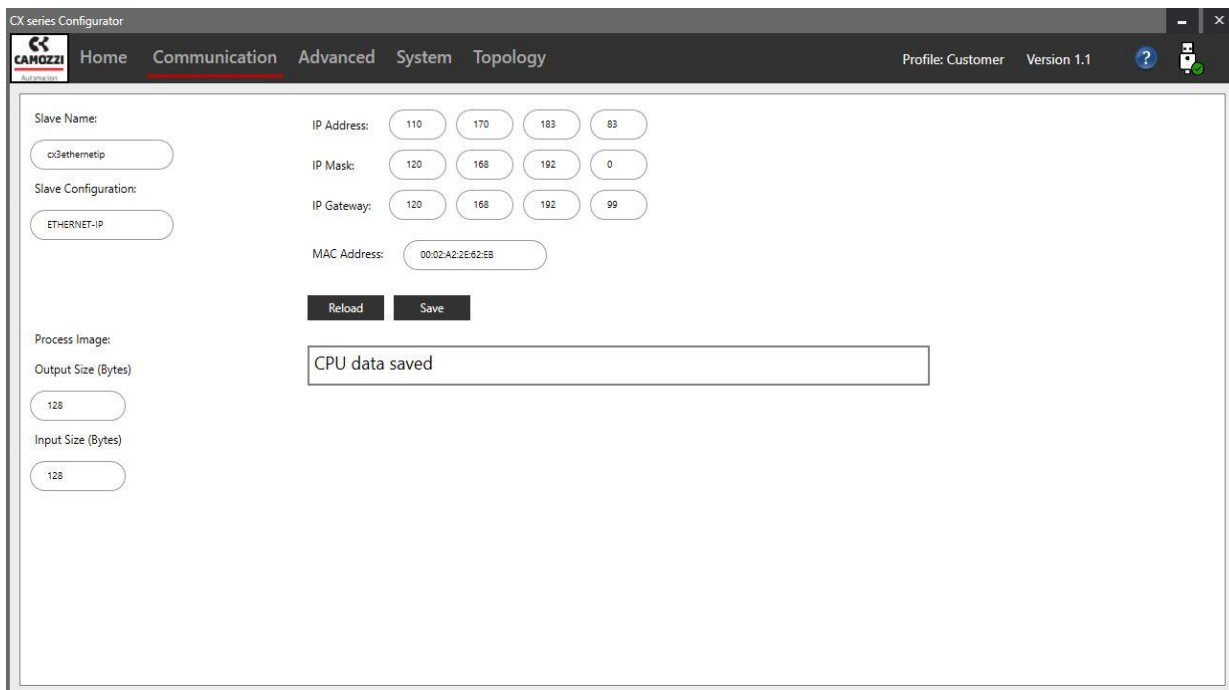 CX series Configurator
CAMOZZI
Automation
Home Communication Advanced System Topology
Profile: Customer Version 1.1
?
Slave Name:
cx3ethernetip
Slave Configuration:
ETHERNET-IP
IP Address: 110 170 183 83
IP Mask: 120 168 192 0
IP Gateway: 120 168 192 99
MAC Address: 00:02:A2:2E:62:EB
Reload Save
CPU data saved
Process Image:
Output Size (Bytes)
128
Input Size (Bytes)
128